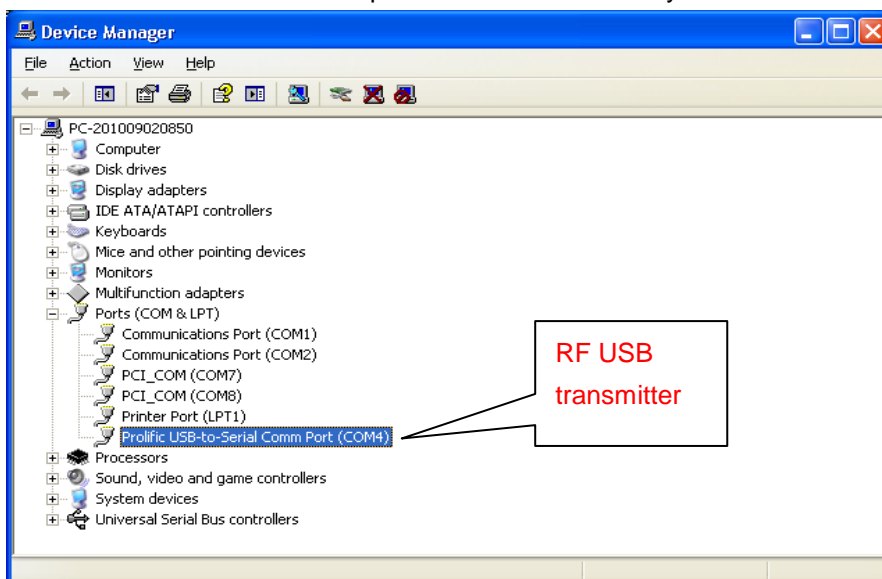 Device Manager
File Action View Help
PC-201009020850
Computer
Disk drives
Display adapters
IDE ATA/ATAPI controllers
Keyboards
Mice and other pointing devices
Monitors
Multifunction adapters
Ports (COM & LPT)
Communications Port (COM1)
Communications Port (COM2)
PCI_COM (COM7)
PCI_COM (COM8)
Printer Port (LPT1)
Prolific USB-to-Serial Comm Port (COM4)
Processors
Sound, video and game controllers
System devices
Universal Serial Bus controllers
RF USB
transmitter